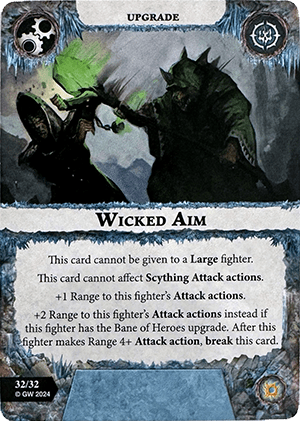 UPGRADE
WICKED AIM
This card cannot be given to a Large fighter.
This card cannot affect Scything Attack actions.
+1 Range to this fighter's Attack actions.
+2 Range to this fighter's Attack actions instead if
this fighter has the Bane of Heroes upgrade. After this
fighter makes Range 4+ Attack action, break this card.
32/32
© GW 2024